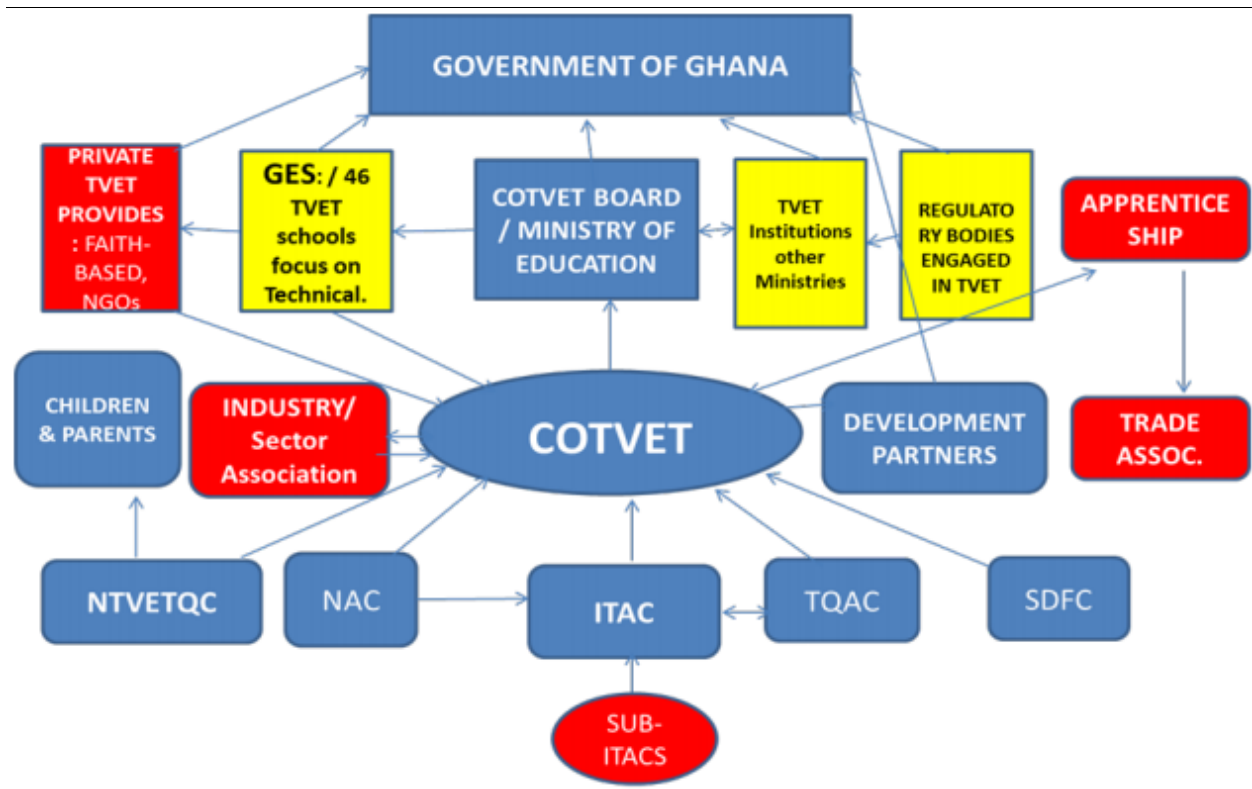 GOVERNMENT OF GHANA
PRIVATE
TVET
PROVIDES
: FAITH-
BASED,
NGOs
GES: / 46
TVET
schools
focus on
Technical.
COTVET BOARD
/ MINISTRY OF
EDUCATION
TVET
Institutions
other
Ministries
REGULATO
RY BODIES
ENGAGED
IN TVET
APPRENTICE
SHIP
CHILDREN
& PARENTS
INDUSTRY/
Sector
Association
COTVET
DEVELOPMENT
PARTNERS
TRADE
ASSOC.
NTVETQC
NAC
ITAC
TQAC
SDFC
SUB-
ITACS